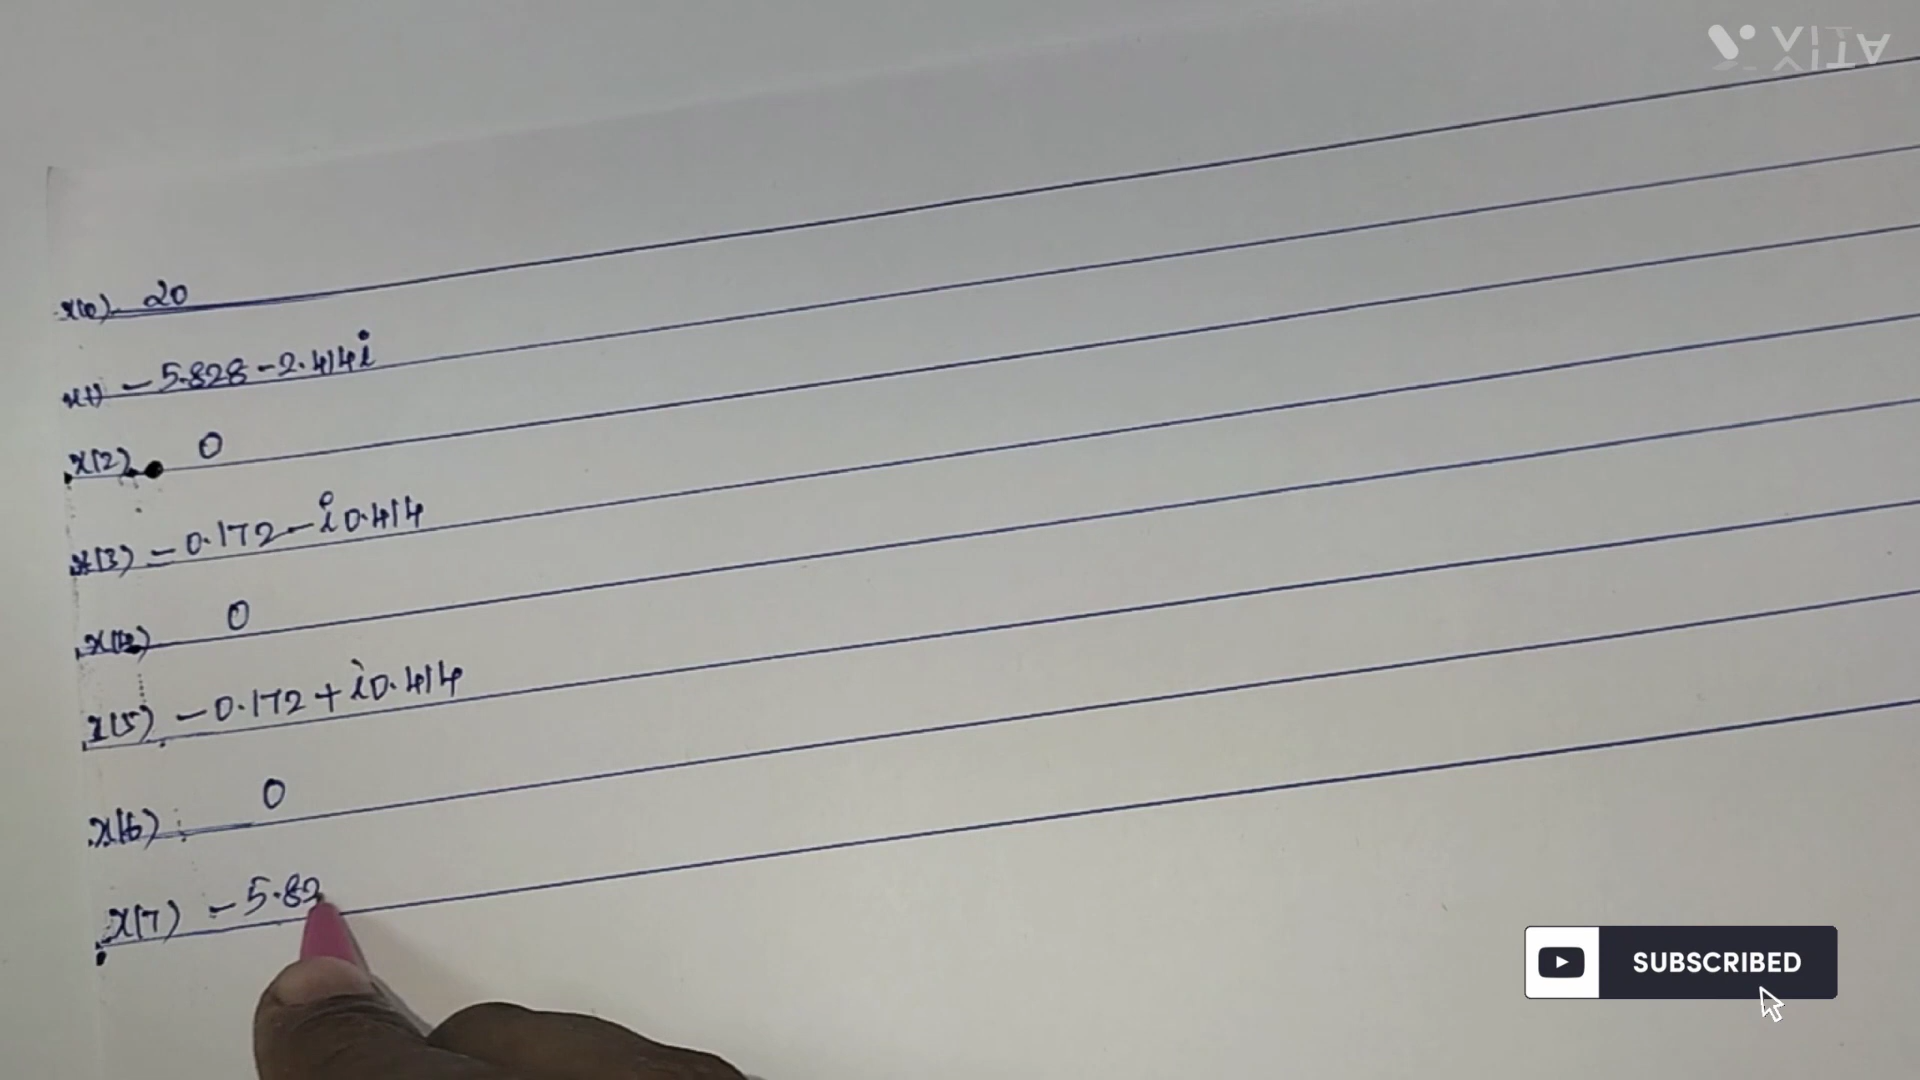 VITA
x(0) 20
x(1) -5.828-2.414i
x(2) 0
x(3) -0.172-i0.414
x(4) 0
x(5) -0.172+i0.414
x(6) 0
x(7) -5.82
SUBSCRIBED